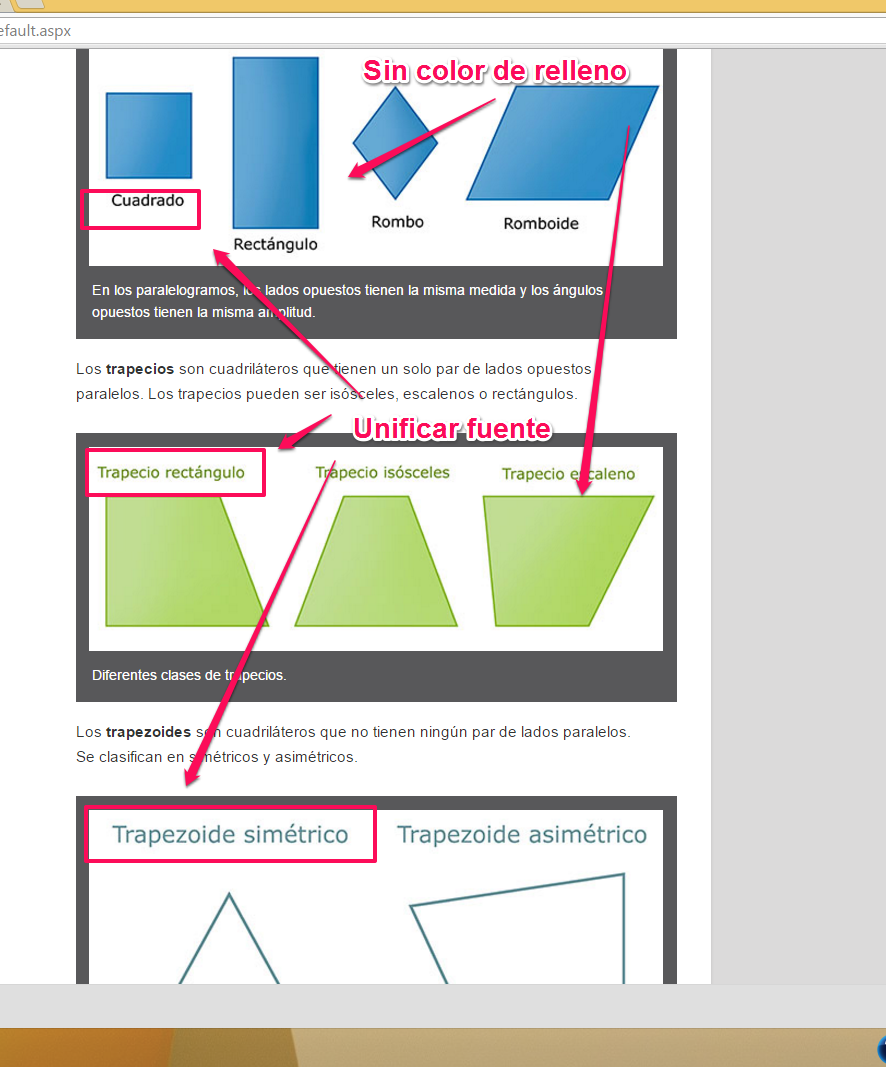 efault.aspx
Sin color de relleno
Cuadrado
Rectángulo
Rombo
Romboide
En los paralelogramos, los lados opuestos tienen la misma medida y los ángulos
opuestos tienen la misma amplitud.
Los trapecios son cuadriláteros que tienen un solo par de lados opuestos
paralelos. Los trapecios pueden ser isósceles, escalenos o rectángulos.
Unificar fuente
Trapecio rectángulo
Trapecio isósceles
Trapecio escaleno
Diferentes clases de trapecios.
Los trapezoides son cuadriláteros que no tienen ningún par de lados paralelos.
Se clasifican en simétricos y asimétricos.
Trapezoide simétrico
Trapezoide asimétrico